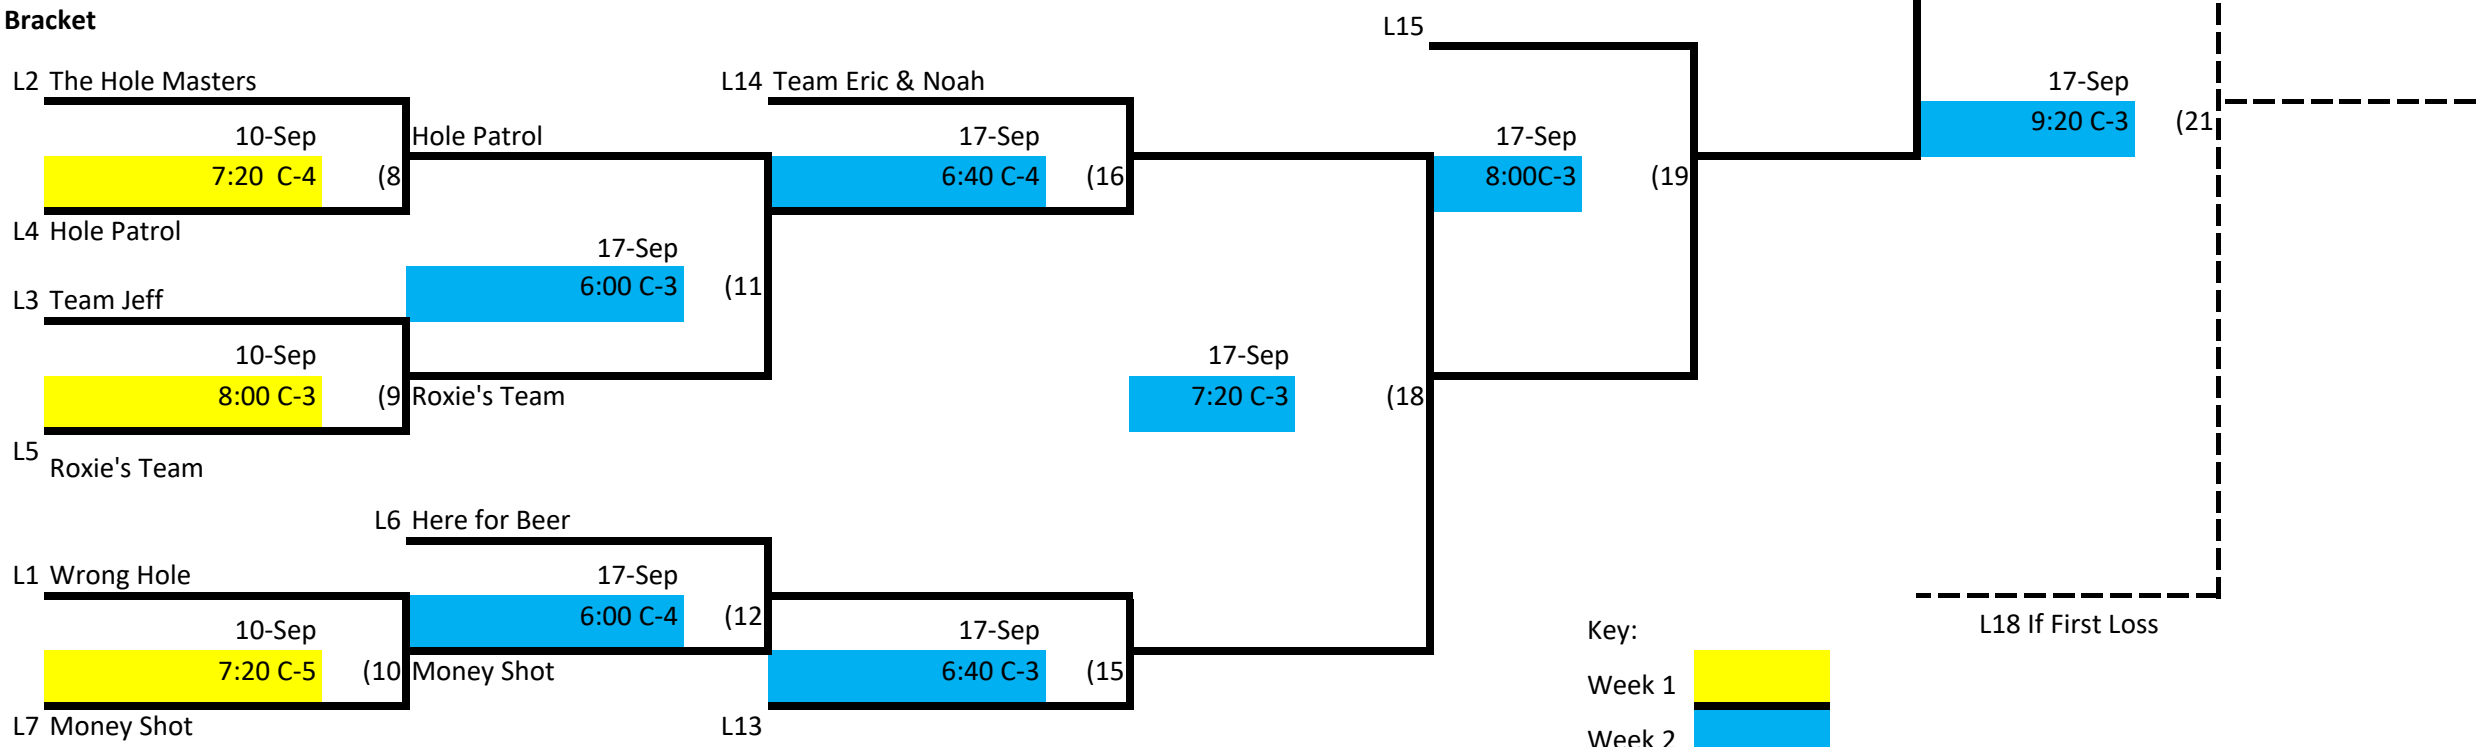 Bracket
L15
L2 The Hole Masters
L14 Team Eric & Noah
17-Sep
10-Sep
Hole Patrol
17-Sep
17-Sep
9:20 C-3 (21
7:20 C-4 (8
6:40 C-4 (16
8:00C-3 (19
L4 Hole Patrol
17-Sep
6:00 C-3 (11
L3 Team Jeff
10-Sep
17-Sep
8:00 C-3 (9
Roxie's Team
7:20 C-3 (18
L5
Roxie's Team
L6 Here for Beer
L1 Wrong Hole
17-Sep
6:00 C-4 (12
L18 If First Loss
10-Sep
17-Sep
Key:
7:20 C-5 (10
Money Shot
6:40 C-3 (15
Week 1
L7 Money Shot
L13
Week 2